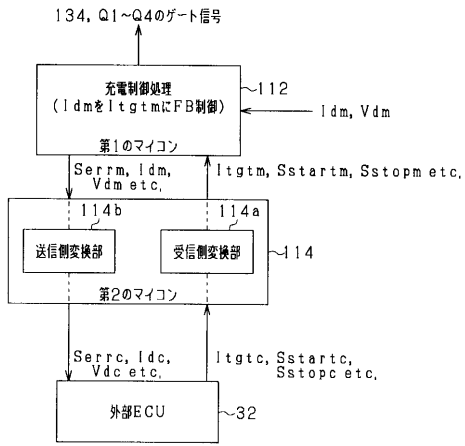 134, Q1～Q4のゲート信号
充電制御処理
(IdmをItgtmにFB制御)
第1のマイコン
112
Idm, Vdm
Serrm, Idm,
Vdm etc.
Itgtm, Sstartm, Sstopm etc.
114b
114a
送信側変換部
受信側変換部
114
第2のマイコン
Serrc, Idc,
Vdc etc.
Itgtc, Sstartc,
Sstopc etc.
外部ECU
32